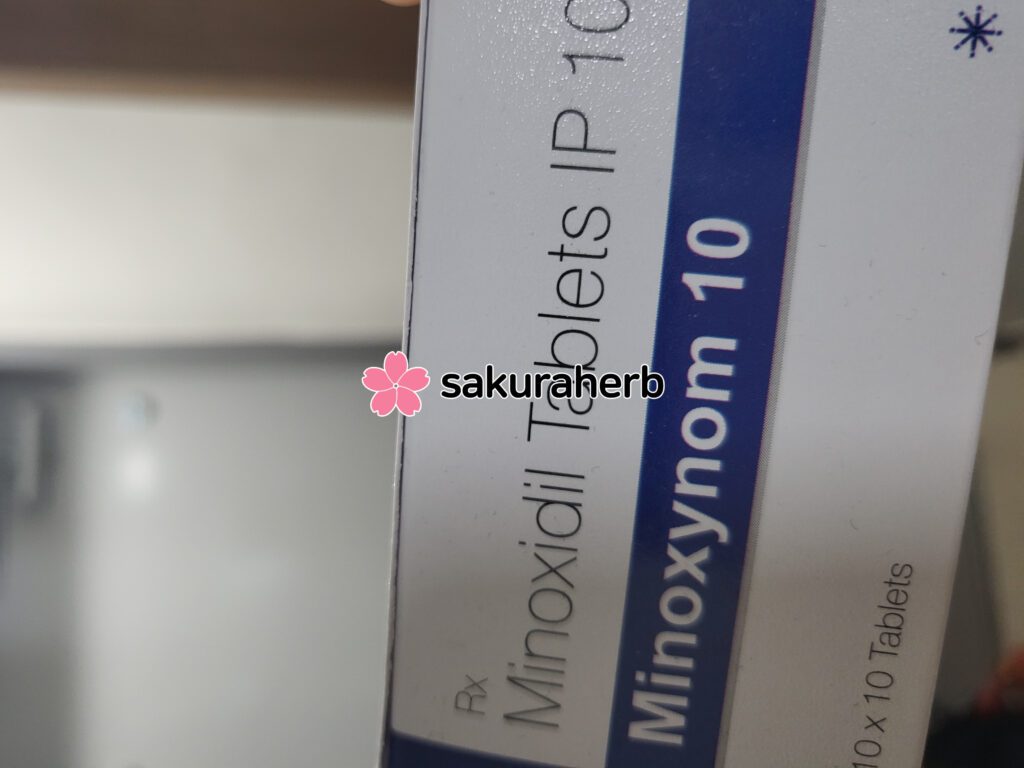 Rx
Minoxidil Tablets IP 10
Minoxynom 10
10 x 10 Tablets
sakuraherb